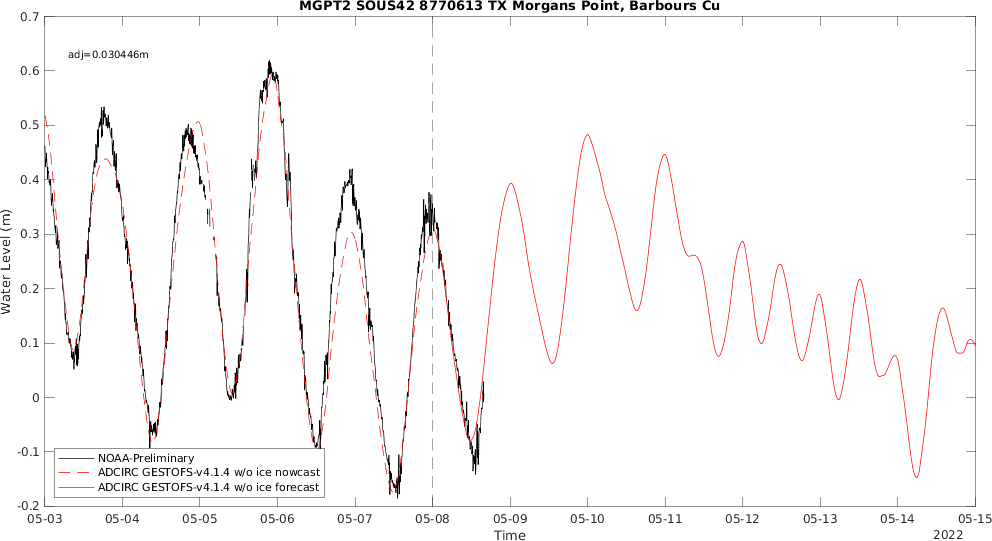 MGPT2 SOUS42 8770613 TX Morgans Point, Barbours Cu
adj=0.030446m
0.7
0.6
0.5
0.4
0.3
0.2
0.1
0
-0.1
-0.2
Water Level (m)
NOAA-Preliminary
ADCIRC GESTOFS-v4.1.4 w/o ice nowcast
ADCIRC GESTOFS-v4.1.4 w/o ice forecast
05-03 05-04 05-05 05-06 05-07 05-08 05-09 05-10 05-11 05-12 05-13 05-14 05-15
Time
2022